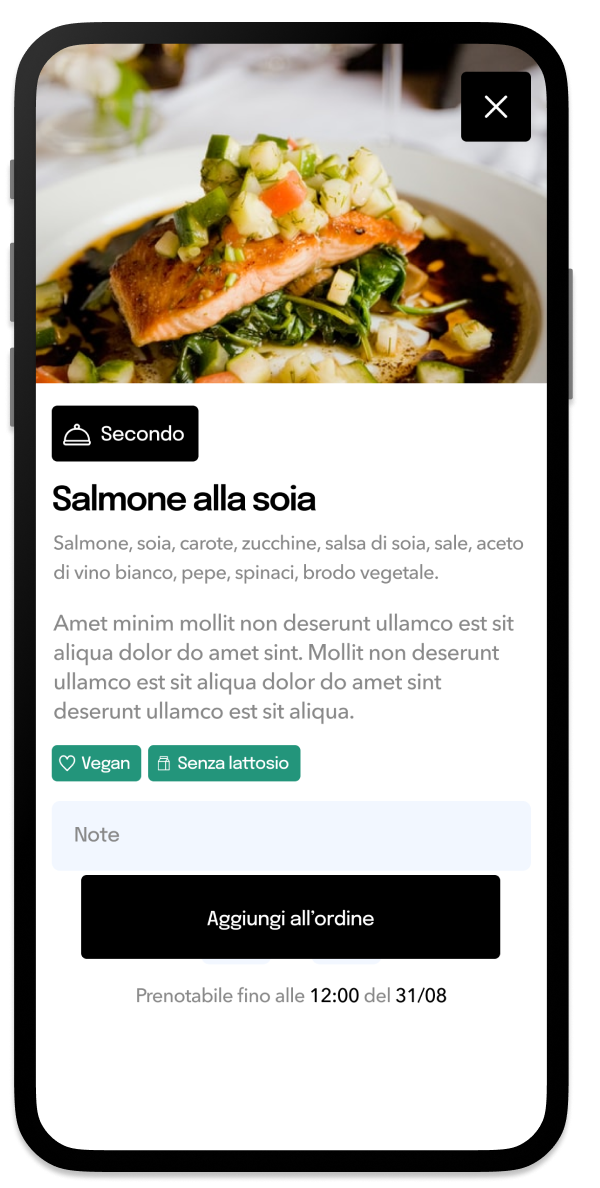 Secondo
Salmone alla soia
Salmone, soia, carote, zucchine, salsa di soia, sale, aceto
di vino bianco, pepe, spinaci, brodo vegetale.
Amet minim mollit non deserunt ullamco est sit
aliqua dolor do amet sint. Mollit non deserunt
ullamco est sit aliqua dolor do amet sint
deserunt ullamco est sit aliqua.
Vegan Senza lattosio
Note
Aggiungi all’ordine
Prenotabile fino alle 12:00 del 31/08